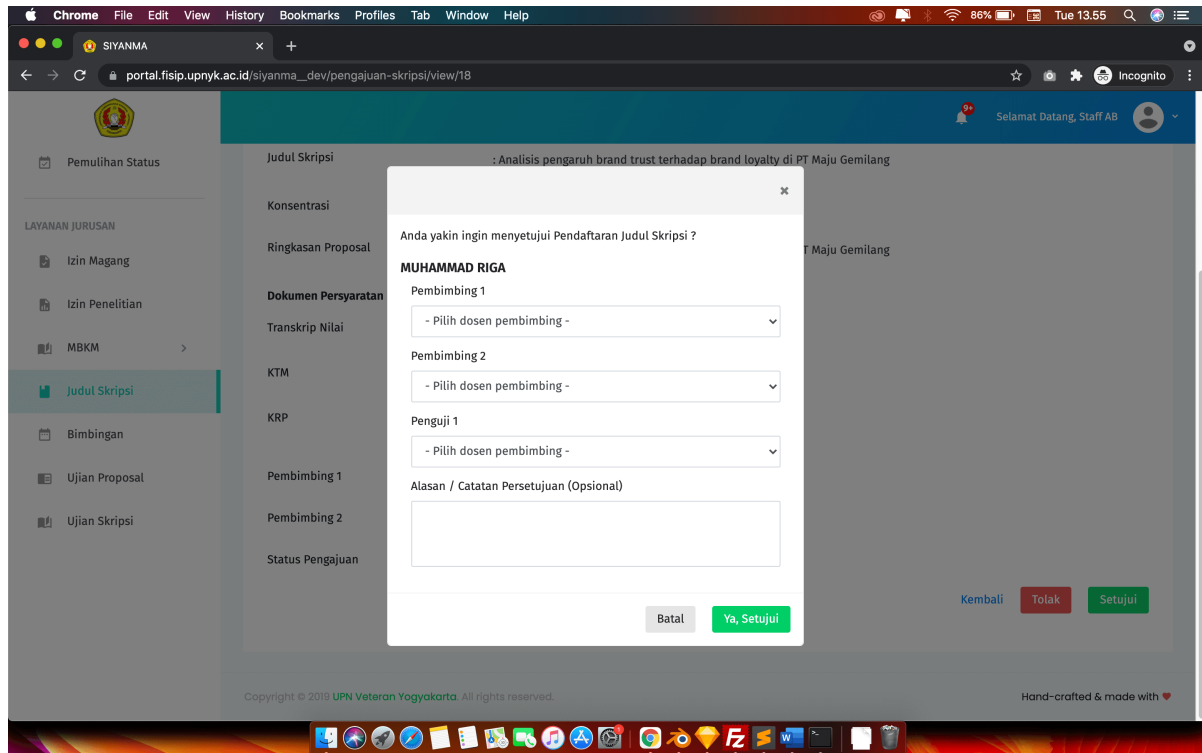 Chrome File Edit View History Bookmarks Profiles Tab Window Help 86% Tue 13.55
SIYANMA
portal.fisip.upnyk.ac.id/siyanma__dev/pengajuan-skripsi/view/18 Incognito
9+ Selamat Datang, Staff AB
Pemulihan Status
LAYANAN JURUSAN
Izin Magang
Izin Penelitian
MBKM
Judul Skripsi
Bimbingan
Ujian Proposal
Ujian Skripsi
Judul Skripsi : Analisis pengaruh brand trust terhadap brand loyalty di PT Maju Gemilang
Konsentrasi
Ringkasan Proposal T Maju Gemilang
Dokumen Persyaratan
Transkrip Nilai
KTM
KRP
Pembimbing 1
Pembimbing 2
Status Pengajuan
Anda yakin ingin menyetujui Pendaftaran Judul Skripsi ?
MUHAMMAD RIGA
Pembimbing 1
- Pilih dosen pembimbing -
Pembimbing 2
- Pilih dosen pembimbing -
Penguji 1
- Pilih dosen pembimbing -
Alasan / Catatan Persetujuan (Opsional)
Batal Ya, Setujui
Kembali Tolak Setujui
Copyright © 2019 UPN Veteran Yogyakarta. All rights reserved. Hand-crafted & made with